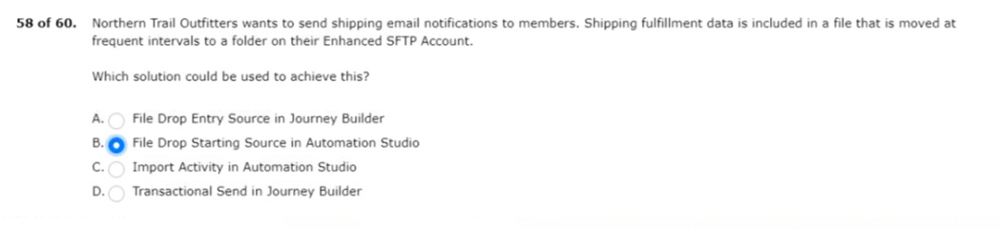 58 of 60. Northern Trail Outfitters wants to send shipping email notifications to members. Shipping fulfillment data is included in a file that is moved at
frequent intervals to a folder on their Enhanced SFTP Account.
Which solution could be used to achieve this?
A. File Drop Entry Source in Journey Builder
B. File Drop Starting Source in Automation Studio
C. Import Activity in Automation Studio
D. Transactional Send in Journey Builder